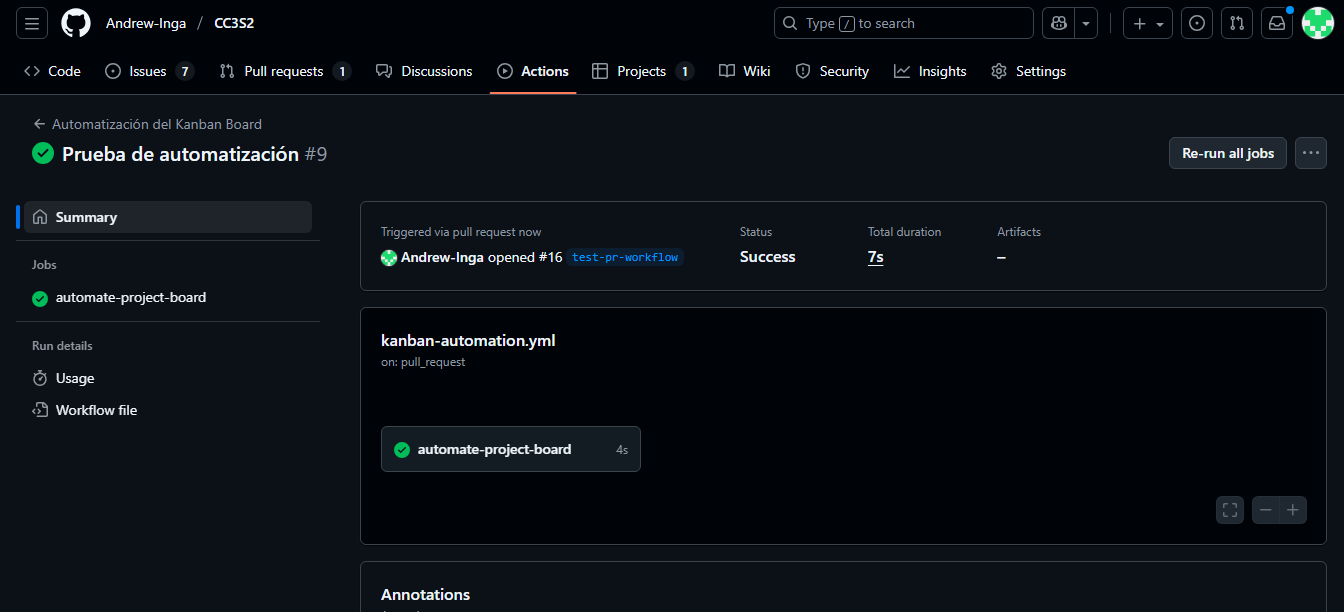 Andrew-Inga / CC3S2
Type / to search
Code Issues 7 Pull requests 1 Discussions Actions Projects 1 Wiki Security Insights Settings
Automatización del Kanban Board
Prueba de automatización #9
Re-run all jobs
Summary
Jobs
automate-project-board
Run details
Usage
Workflow file
Triggered via pull request now
Andrew-Inga opened #16 test-pr-workflow
Status
Success
Total duration
7s
Artifacts
–
kanban-automation.yml
on: pull_request
automate-project-board 4s
Annotations